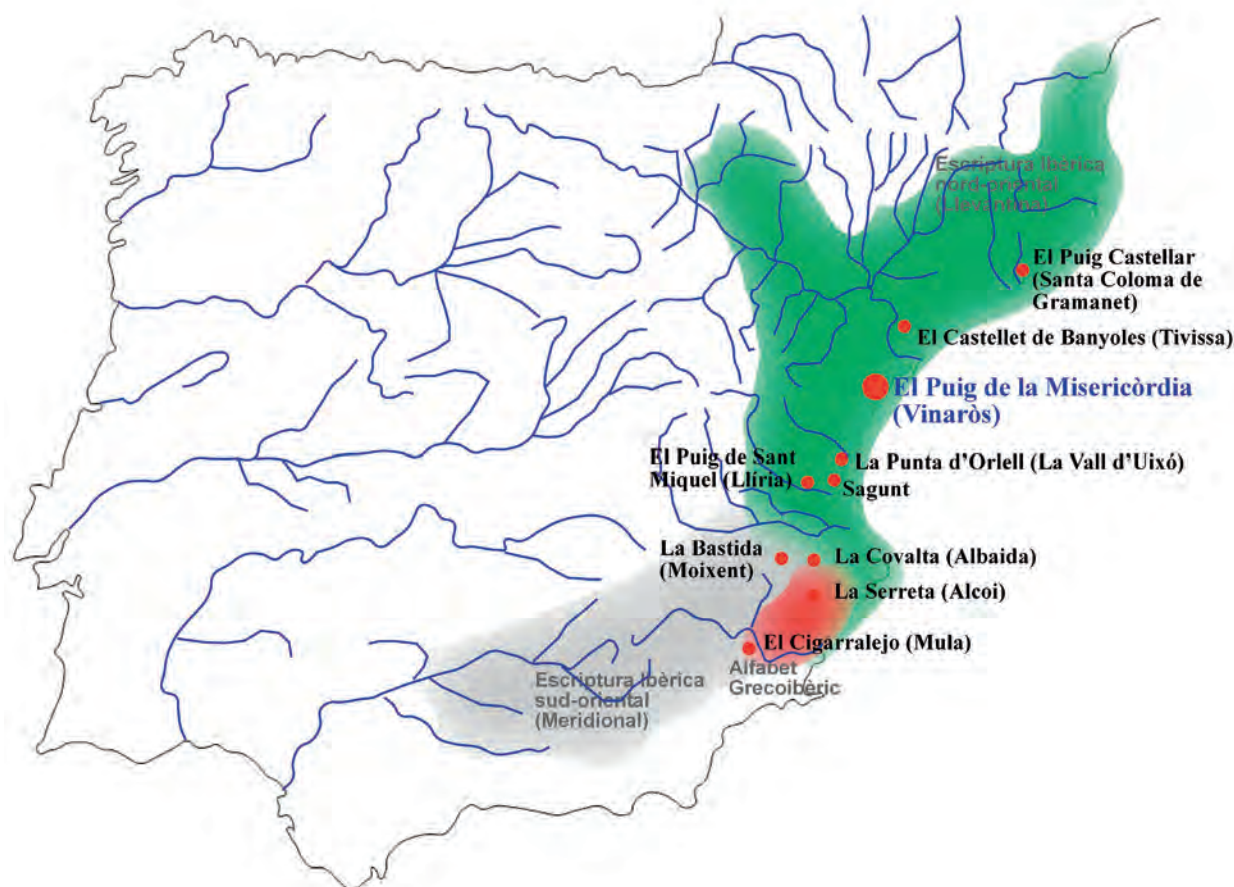 Escriptura Ibèrica
nord-oriental
(Llevantina)
El Puig Castellar
(Santa Coloma de
Gramanet)
El Castellet de Banyoles (Tivissa)
El Puig de la Misericòrdia
(Vinaròs)
El Puig de Sant
Miquel (Llíria)
La Punta d'Orlell (La Vall d'Uixó)
Sagunt
La Bastida
(Moixent)
La Covalta (Albaida)
La Serreta (Alcoi)
El Cigarralejo (Mula)
Alfabet
Grecoibèric
Escriptura Ibèrica
sud-oriental
(Meridional)